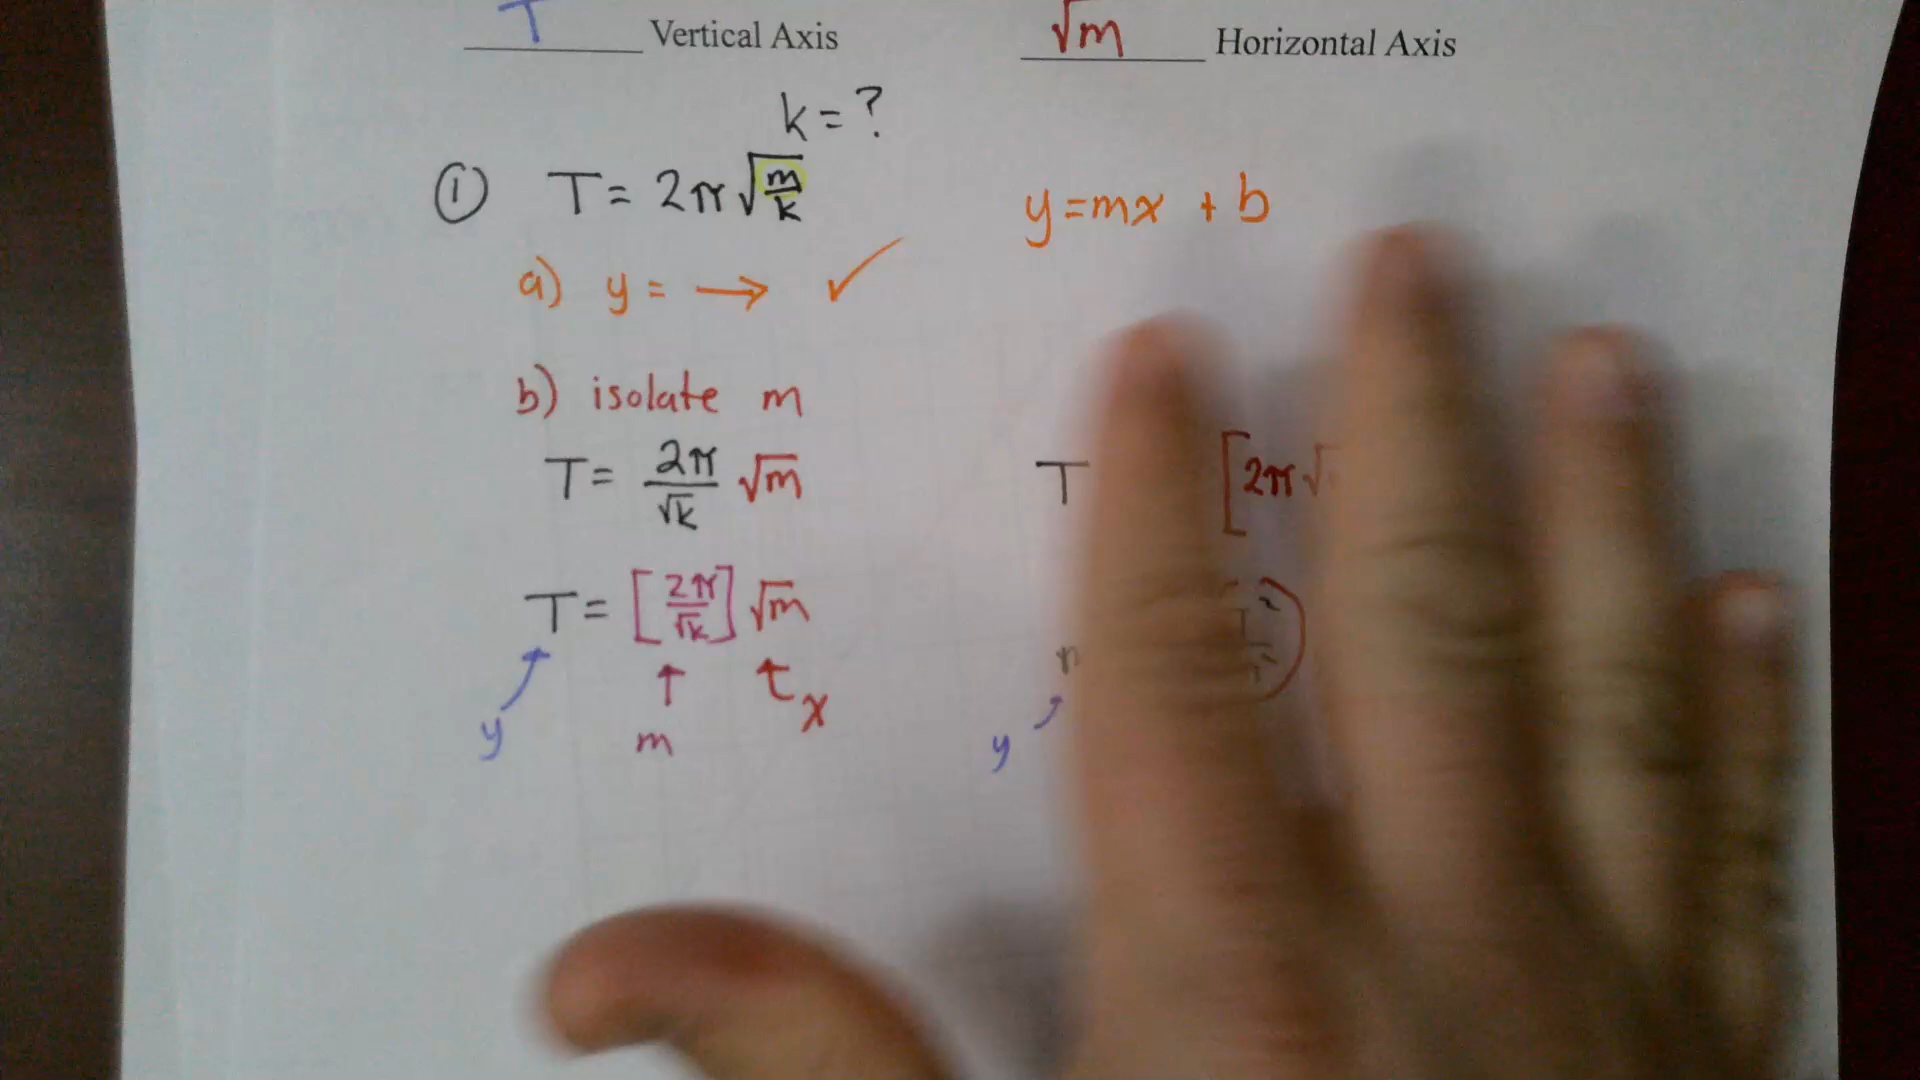 T Vertical Axis
√m Horizontal Axis
k = ?
① T = 2π√(m/k)
y = mx + b
a) y = → ✓
b) isolate m
T = 2π/√k √m
T [2π√
T = [2π/√k] √m
↑ ↑
y m x
y